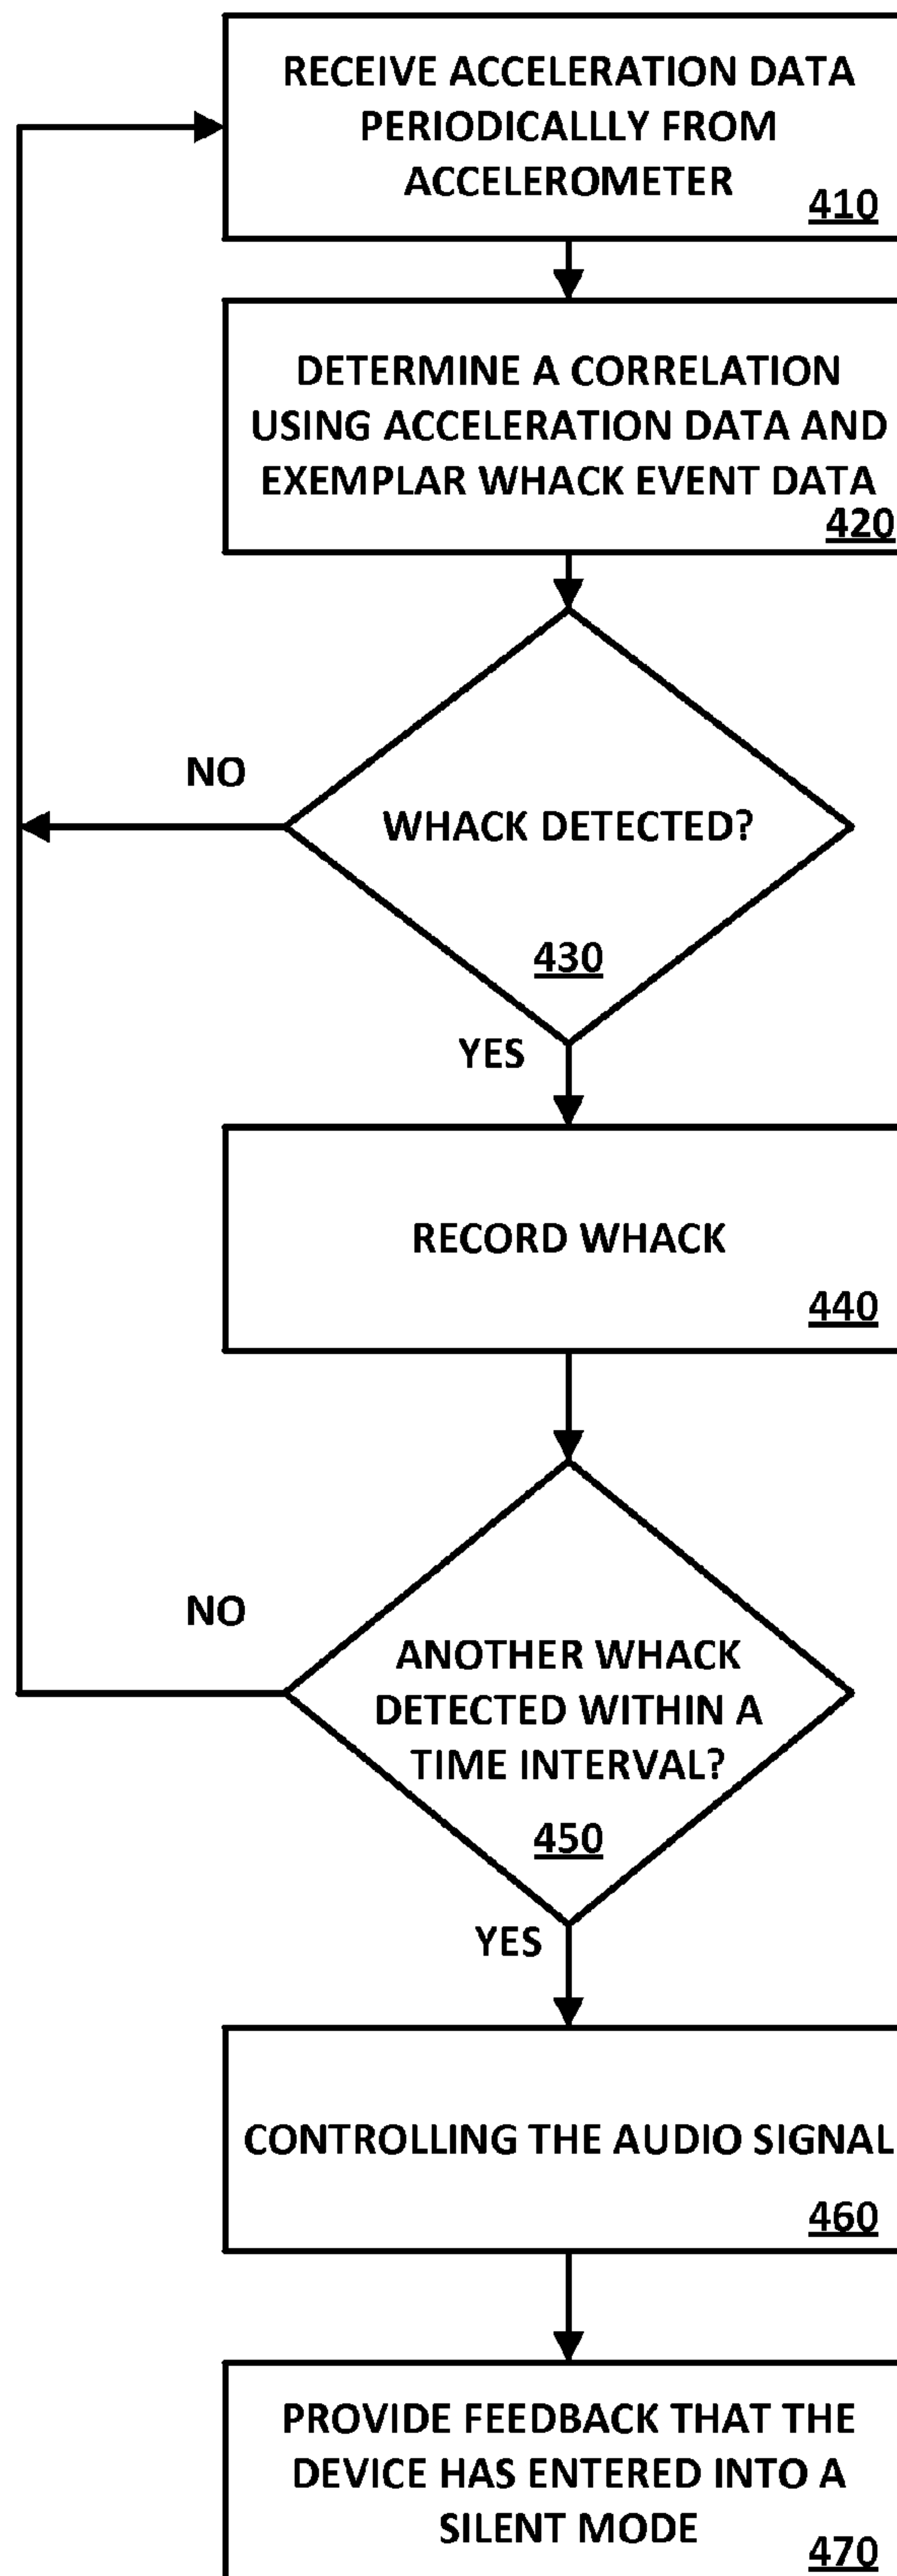 RECEIVE ACCELERATION DATA
PERIODICALLLY FROM
ACCELEROMETER
410
DETERMINE A CORRELATION
USING ACCELERATION DATA AND
EXEMPLAR WHACK EVENT DATA
420
NO
WHACK DETECTED?
430
YES
RECORD WHACK
440
NO
ANOTHER WHACK
DETECTED WITHIN A
TIME INTERVAL?
450
YES
CONTROLLING THE AUDIO SIGNAL
460
PROVIDE FEEDBACK THAT THE
DEVICE HAS ENTERED INTO A
SILENT MODE
470